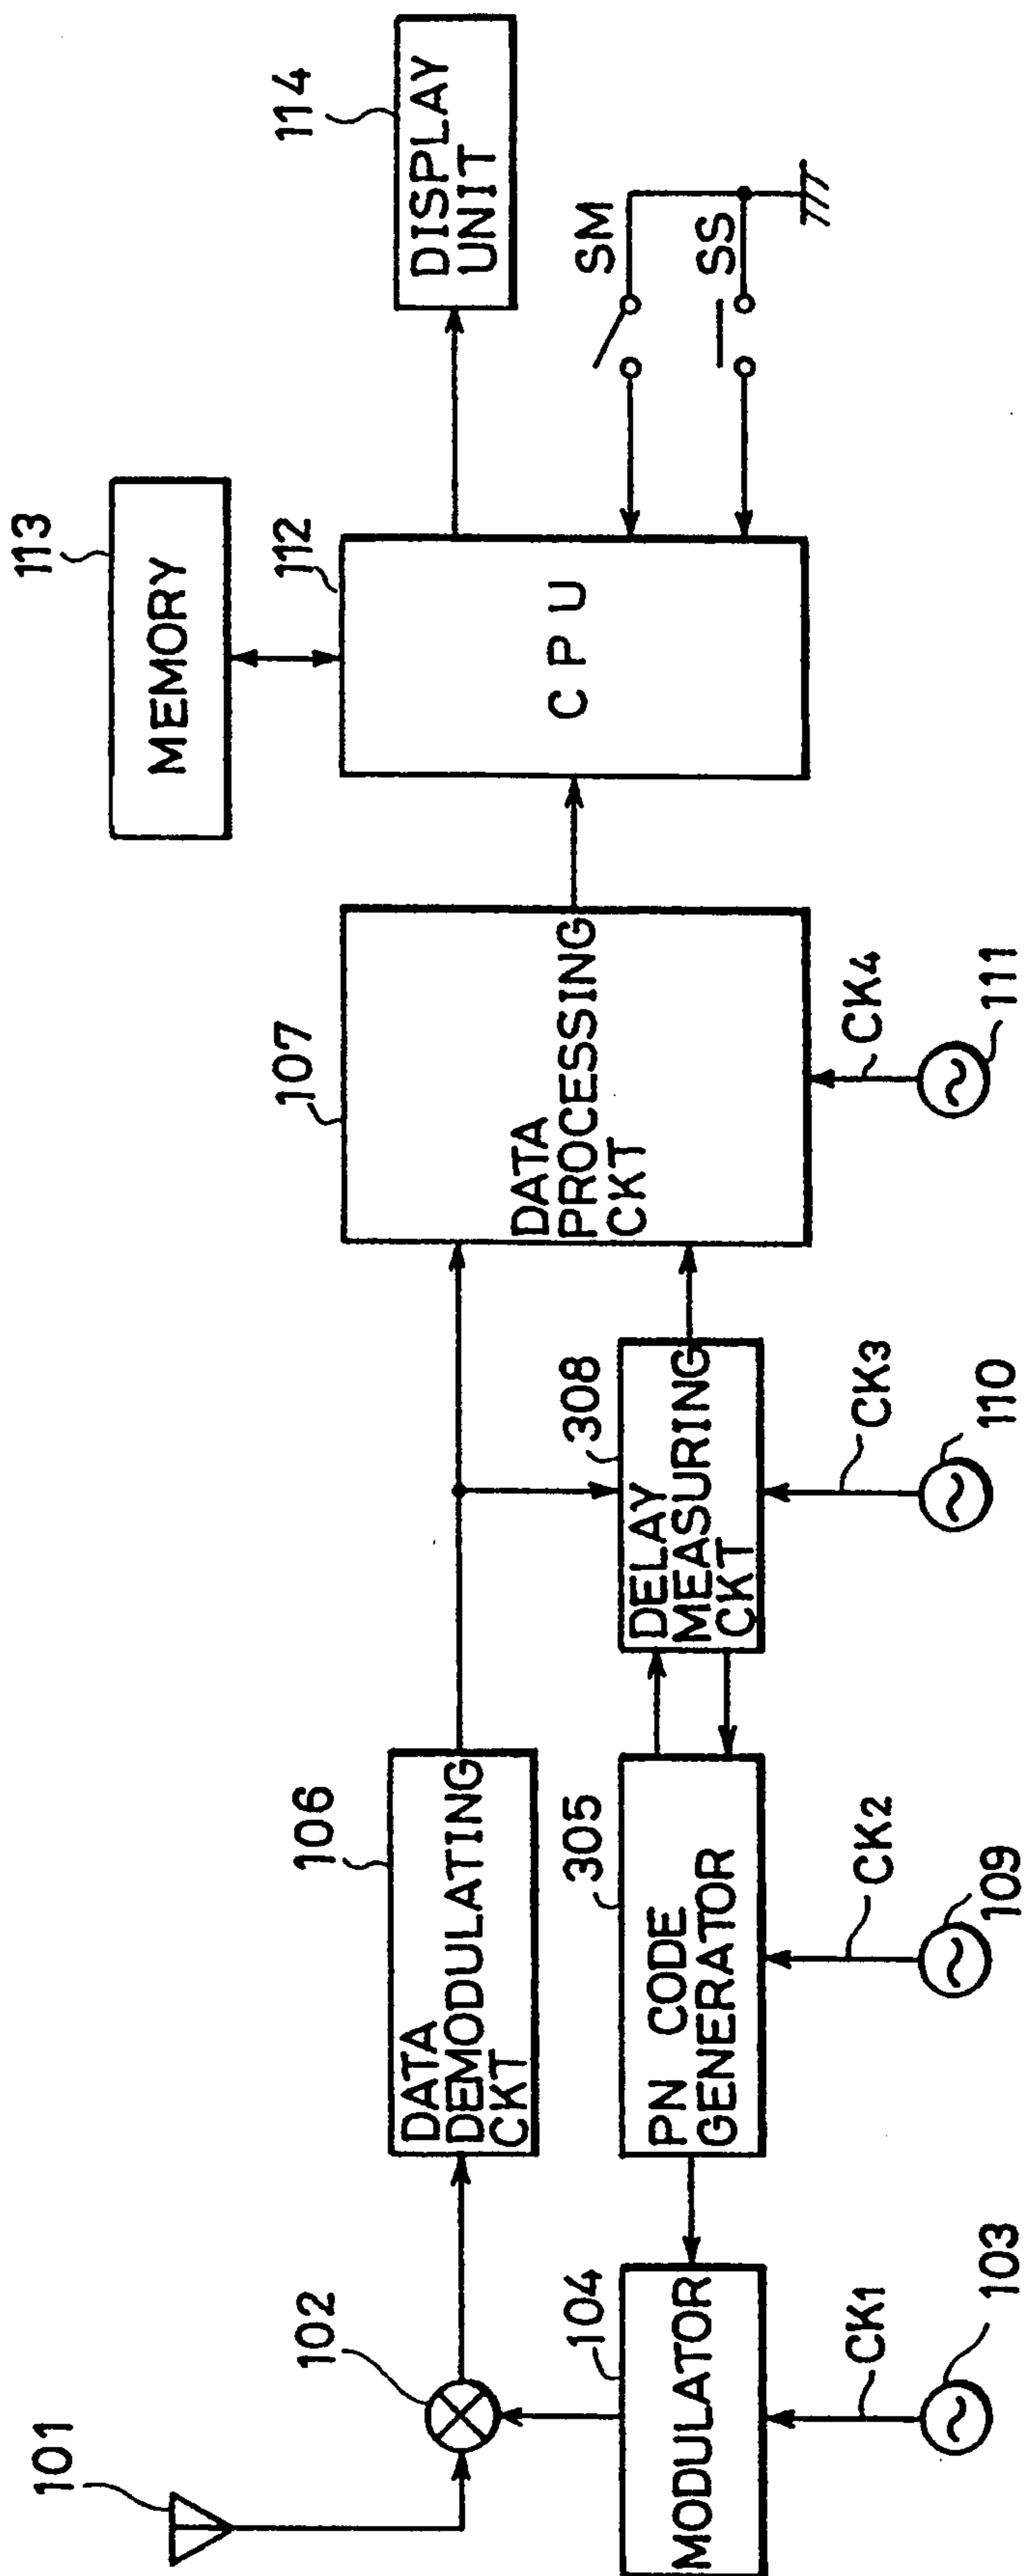 101
102
106
DATA
DEMODULATING
CKT
107
DATA
PROCESSING
CKT
113
MEMORY
112
CPU
114
DISPLAY
UNIT
SM
SS
104
MODULATOR
305
PN CODE
GENERATOR
308
DELAY
MEASURING
CKT
CK1
103
CK2
109
CK3
110
CK4
111